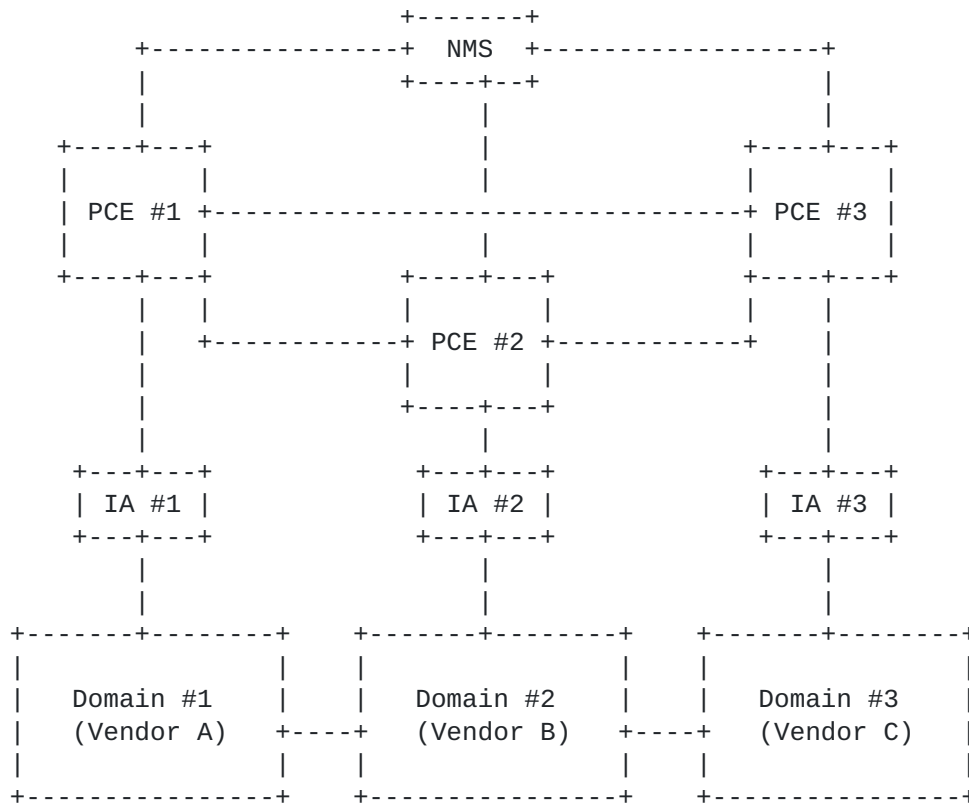 NMS
PCE #1 PCE #3
PCE #2
IA #1 IA #2 IA #3
Domain #1 Domain #2 Domain #3
(Vendor A) (Vendor B) (Vendor C)